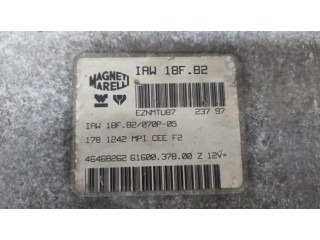 MAGNETI MARELLI
IAW 18F.B2
EZNMTU87 237 97
IAW 18F.B2/070P-05
178 1242 MPI CEE F2
46468262 61600.378.00 Z 12V=